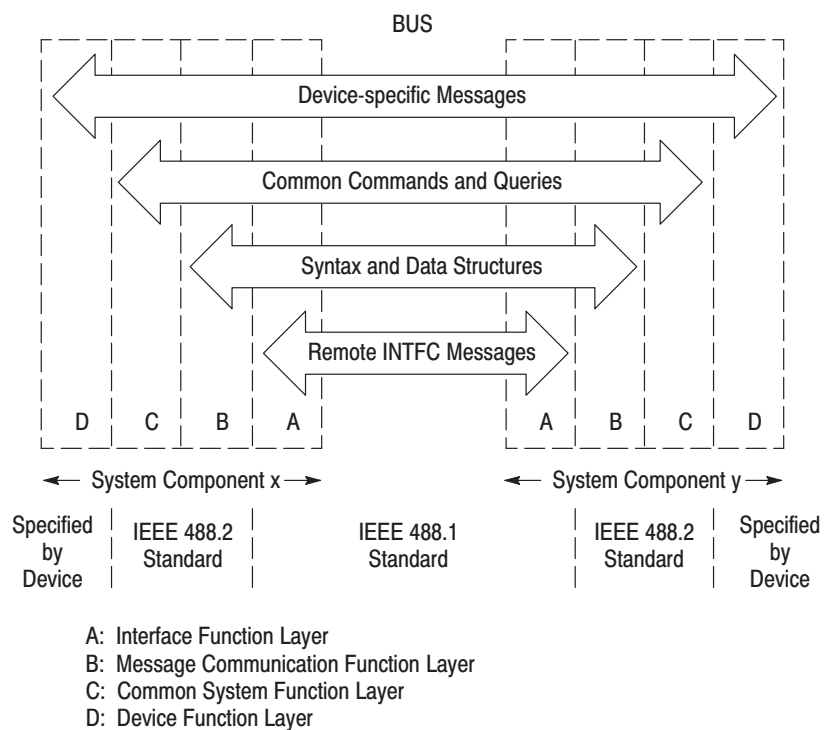 BUS
Device-specific Messages
Common Commands and Queries
Syntax and Data Structures
Remote INTFC Messages
D C B A A B C D
System Component x System Component y
Specified by Device
IEEE 488.2 Standard
IEEE 488.1 Standard
IEEE 488.2 Standard
Specified by Device
A: Interface Function Layer
B: Message Communication Function Layer
C: Common System Function Layer
D: Device Function Layer